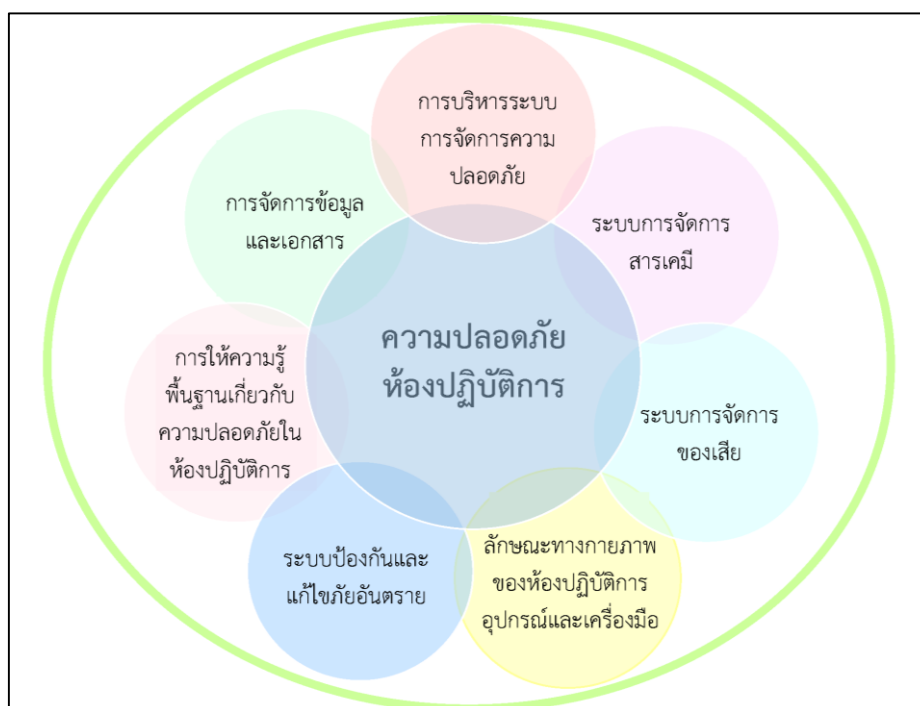 การบริหารระบบ
การจัดการความ
ปลอดภัย
ระบบการจัดการ
สารเคมี
ระบบการจัดการ
ของเสีย
ลักษณะทางกายภาพ
ของห้องปฏิบัติการ
อุปกรณ์และเครื่องมือ
ระบบป้องกันและ
แก้ไขภัยอันตราย
การให้ความรู้
พื้นฐานเกี่ยวกับ
ความปลอดภัยใน
ห้องปฏิบัติการ
การจัดการข้อมูล
และเอกสาร
ความปลอดภัย
ห้องปฏิบัติการ